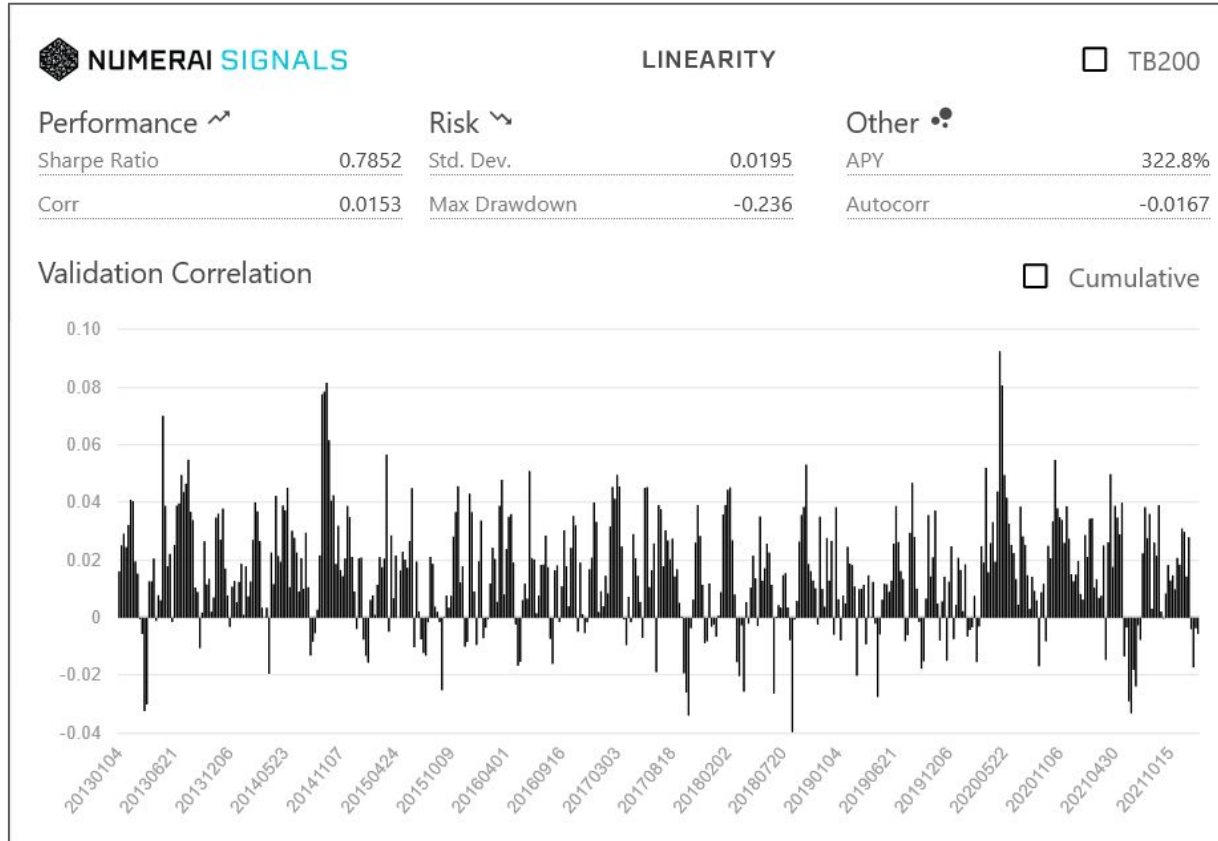 NUMERAI SIGNALS LINEARITY TB200
Performance Risk Other
Sharpe Ratio 0.7852 Std. Dev. 0.0195 APY 322.8%
Corr 0.0153 Max Drawdown -0.236 Autocorr -0.0167
Validation Correlation Cumulative
0.10
0.08
0.06
0.04
0.02
0
-0.02
-0.04
20130104 20130621 20131206 20140523 20141107 20150424 20151009 20160401 20160916 20170303 20170818 20180202 20180720 20190104 20190621 20191206 20200522 20201106 20210430 20211015